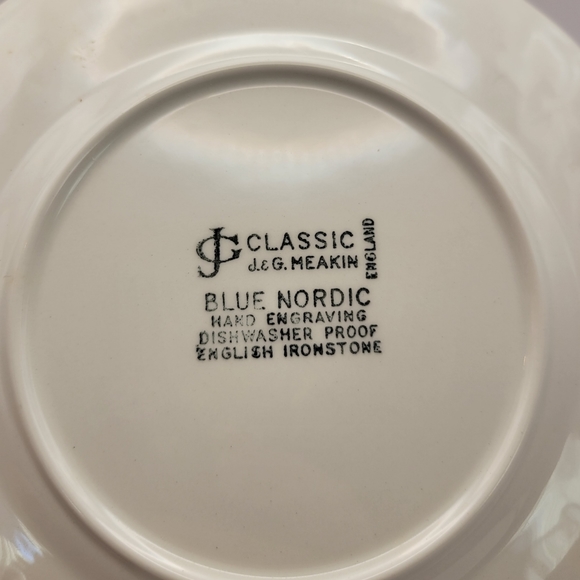 JG CLASSIC
J.&G. MEAKIN
ENGLAND
BLUE NORDIC
HAND ENGRAVING
DISHWASHER PROOF
ENGLISH IRONSTONE